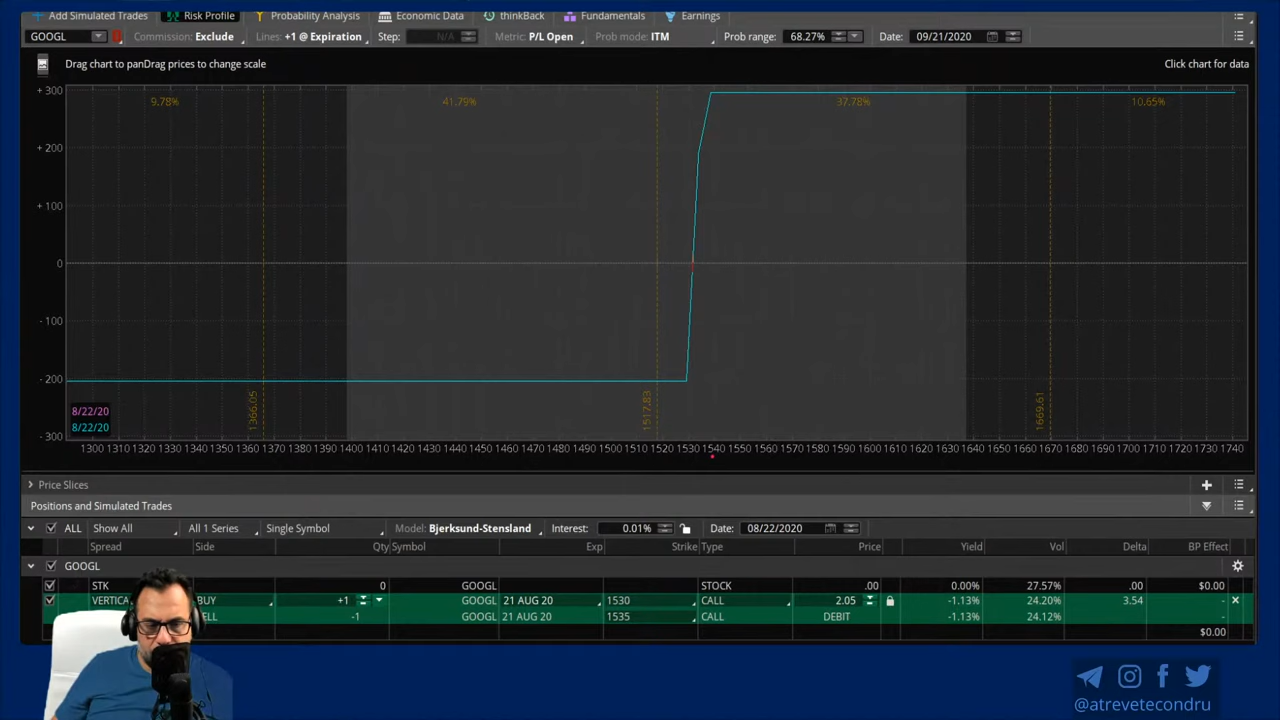 Add Simulated Trades Risk Profile Probability Analysis Economic Data thinkBack Fundamentals Earnings
GOOGL Commission: Exclude Lines: +1 @ Expiration Step: N/A Metric: P/L Open Prob mode: ITM Prob range: 68.27% Date: 09/21/2020
Drag chart to panDrag prices to change scale Click chart for data
+ 300
9.78% 41.79% 37.78% 10.65%
+ 200
+ 100
0
- 100
- 200
- 300
1366.05 1517.83 1669.61
8/22/20
8/22/20
1300 1310 1320 1330 1340 1350 1360 1370 1380 1390 1400 1410 1420 1430 1440 1450 1460 1470 1480 1490 1500 1510 1520 1530 1540 1550 1560 1570 1580 1590 1600 1610 1620 1630 1640 1650 1660 1670 1680 1690 1700 1710 1720 1730 1740
Price Slices
Positions and Simulated Trades
ALL Show All All 1 Series Single Symbol Model: Bjerksund-Stensland Interest: 0.01% Date: 08/22/2020
Spread Side Qty Symbol Exp Strike Type Price Yield Vol Delta BP Effect
GOOGL
STK 0 GOOGL STOCK .00 0.00% 27.57% .00 $0.00
VERTICA BUY +1 GOOGL 21 AUG 20 1530 CALL 2.05 -1.13% 24.20% 3.54 -
ELL -1 GOOGL 21 AUG 20 1535 CALL DEBIT -1.13% 24.12% -
$0.00
@atrevetecondru